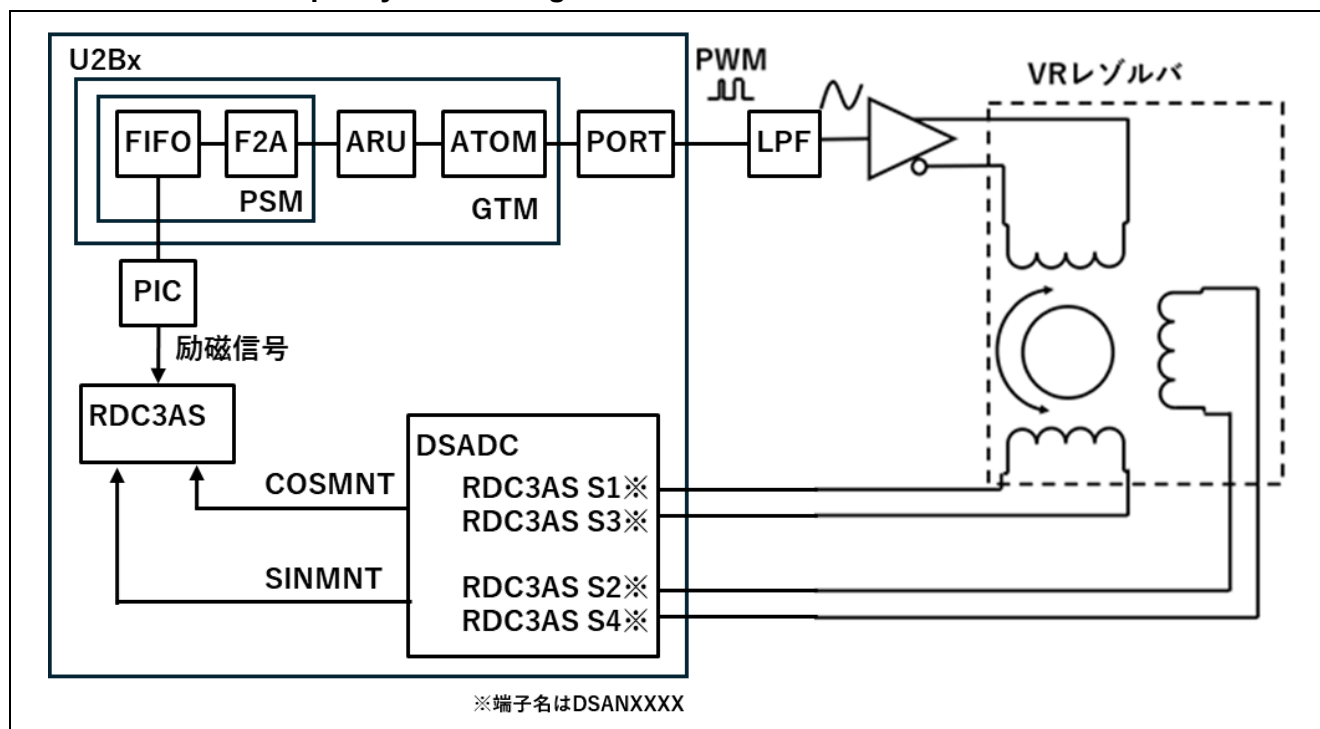 U2Bx
PWM
VRレゾルバ
FIFO
F2A
ARU
ATOM
PORT
LPF
PSM
GTM
PIC
励磁信号
RDC3AS
DSADC
COSMNT
RDC3AS S1※
RDC3AS S3※
SINMNT
RDC3AS S2※
RDC3AS S4※
※端子名はDSANXXXX